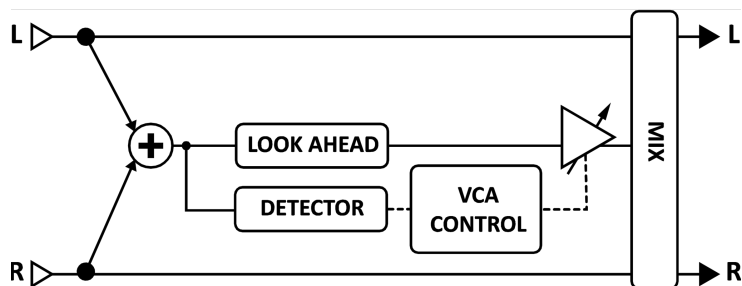 L
L
+
LOOK AHEAD
MIX
DETECTOR
VCA
CONTROL
R
R